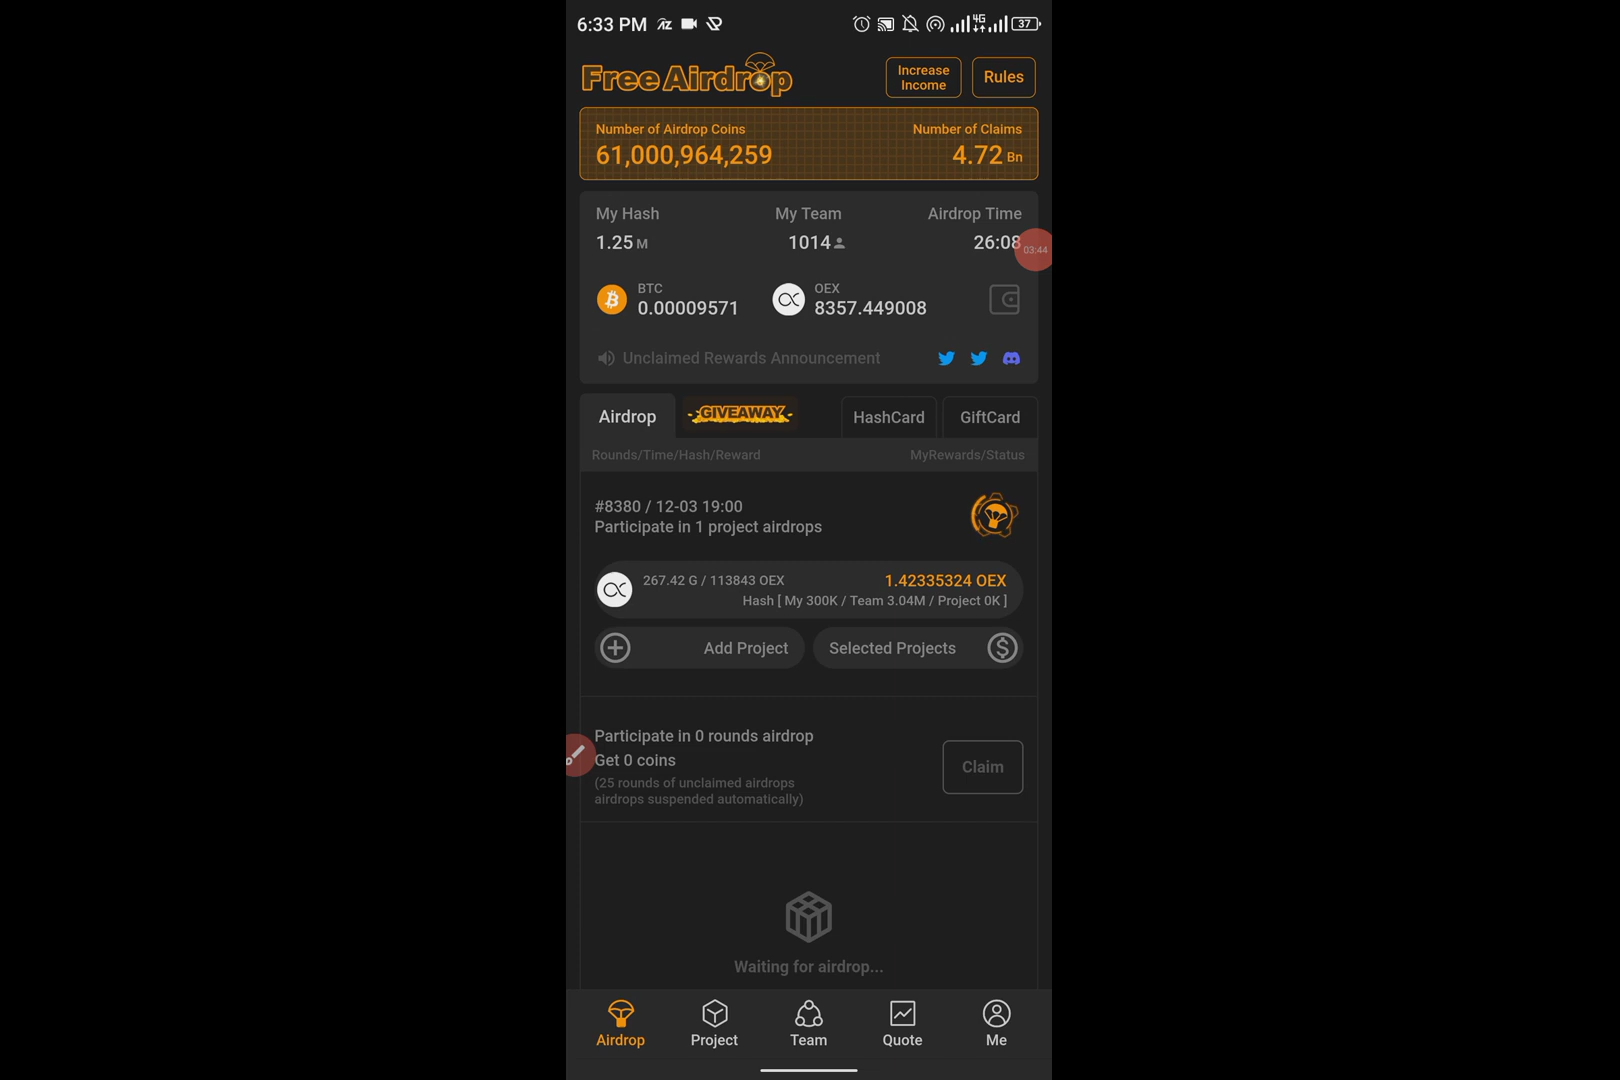 6:33 PM
4G
37
Free Airdrop
Increase
Income
Rules
Number of Airdrop Coins
Number of Claims
61,000,964,259
4.72 Bn
My Hash
My Team
Airdrop Time
1.25 M
1014
26:08
03:44
BTC
0.00009571
OEX
8357.449008
Unclaimed Rewards Announcement
Airdrop
GIVEAWAY
HashCard
GiftCard
Rounds/Time/Hash/Reward
MyRewards/Status
#8380 / 12-03 19:00
Participate in 1 project airdrops
267.42 G / 113843 OEX
1.42335324 OEX
Hash [ My 300K / Team 3.04M / Project 0K ]
Add Project
Selected Projects
Participate in 0 rounds airdrop
Get 0 coins
(25 rounds of unclaimed airdrops
airdrops suspended automatically)
Claim
Waiting for airdrop...
Airdrop
Project
Team
Quote
Me